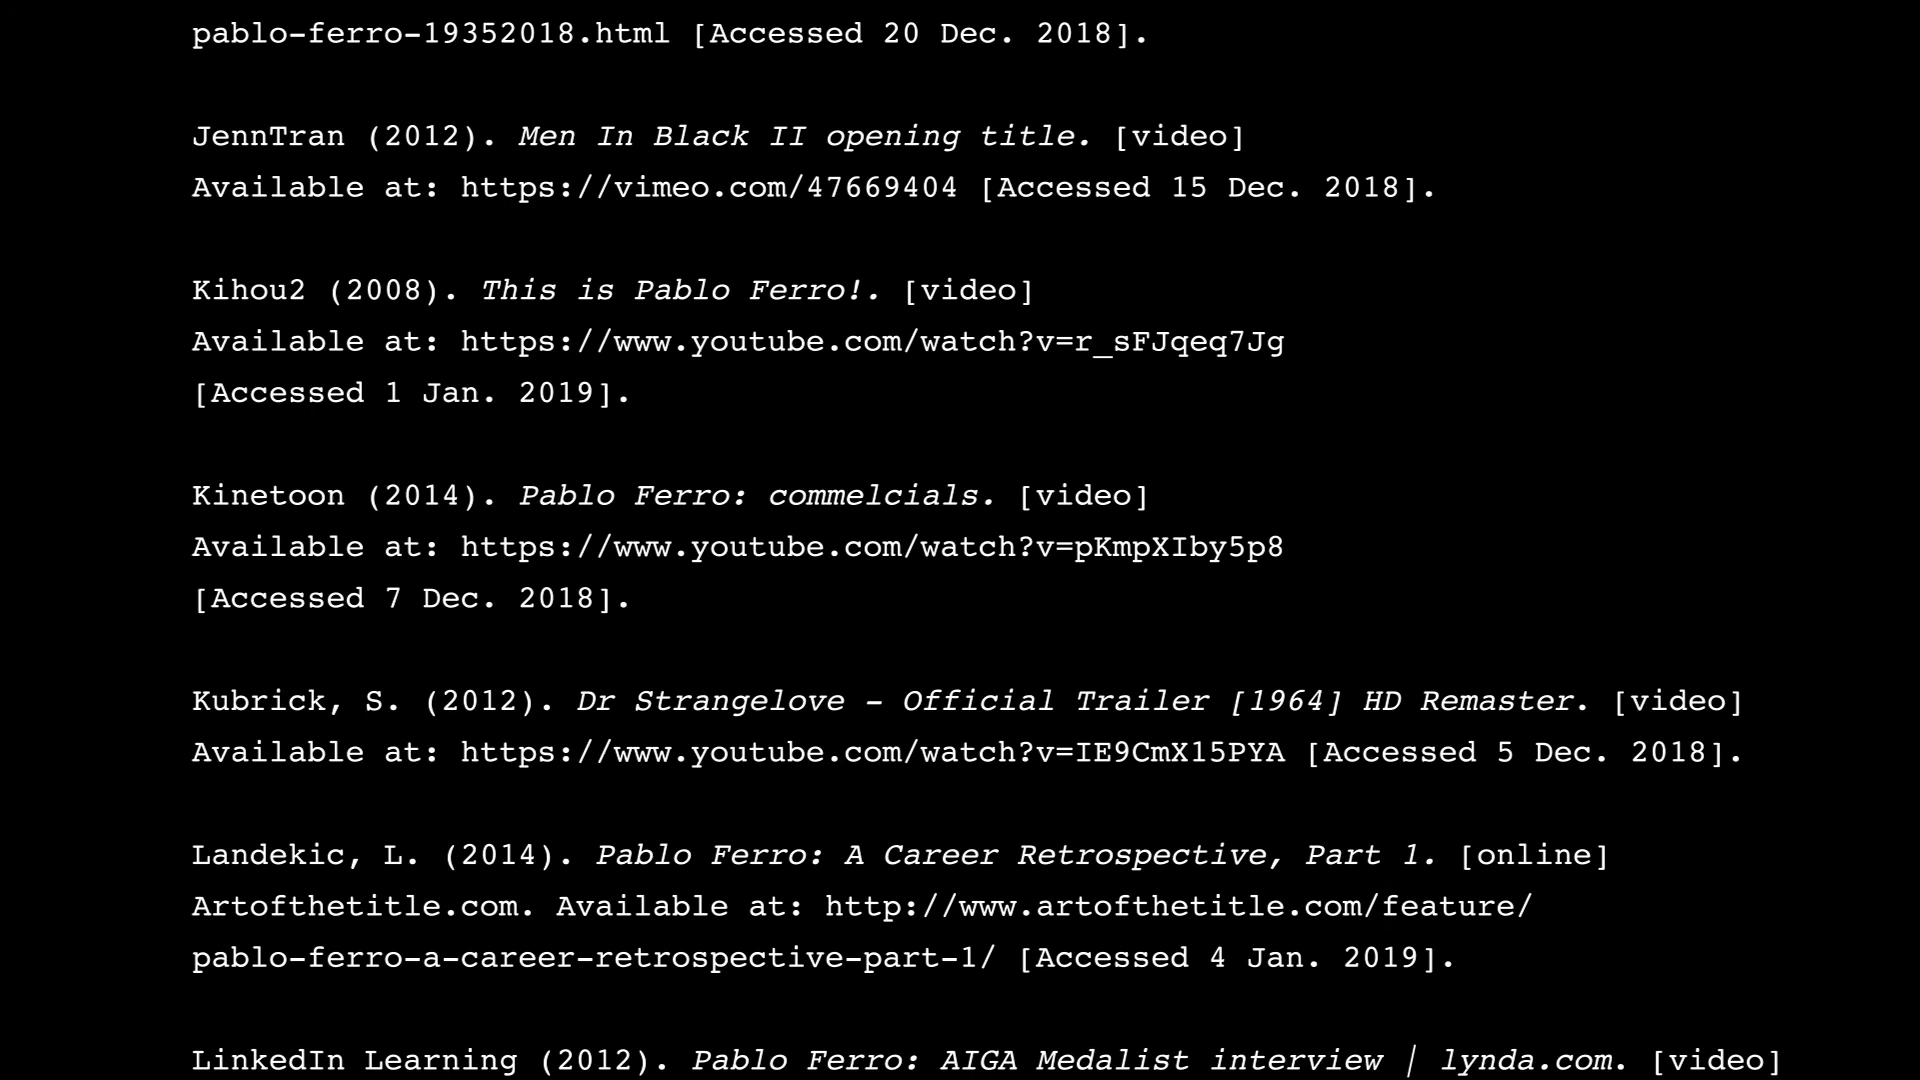 pablo-ferro-19352018.html [Accessed 20 Dec. 2018].
JennTran (2012). Men In Black II opening title. [video]
Available at: https://vimeo.com/47669404 [Accessed 15 Dec. 2018].
Kihou2 (2008). This is Pablo Ferro!. [video]
Available at: https://www.youtube.com/watch?v=r_sFJqeq7Jg
[Accessed 1 Jan. 2019].
Kinetoon (2014). Pablo Ferro: commelcials. [video]
Available at: https://www.youtube.com/watch?v=pKmpXIby5p8
[Accessed 7 Dec. 2018].
Kubrick, S. (2012). Dr Strangelove – Official Trailer [1964] HD Remaster. [video]
Available at: https://www.youtube.com/watch?v=IE9CmX15PYA [Accessed 5 Dec. 2018].
Landekic, L. (2014). Pablo Ferro: A Career Retrospective, Part 1. [online]
Artofthetitle.com. Available at: http://www.artofthetitle.com/feature/
pablo-ferro-a-career-retrospective-part-1/ [Accessed 4 Jan. 2019].
LinkedIn Learning (2012). Pablo Ferro: AIGA Medalist interview | lynda.com. [video]